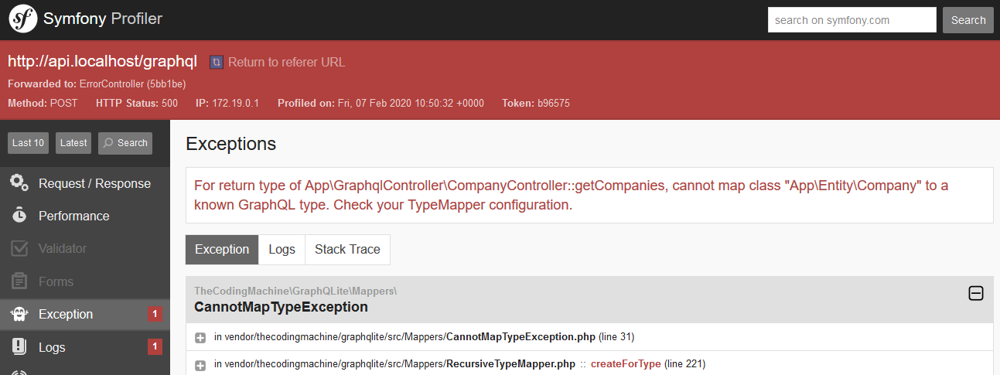 sf Symfony Profiler
search on symfony.com Search
http://api.localhost/graphql Return to referer URL
Forwarded to: ErrorController (5bb1be)
Method: POST HTTP Status: 500 IP: 172.19.0.1 Profiled on: Fri, 07 Feb 2020 10:50:32 +0000 Token: b96575
Last 10 Latest Search
Request / Response
Performance
Validator
Forms
Exception 1
Logs 1
Exceptions
For return type of App\GraphqlController\CompanyController::getCompanies, cannot map class "App\Entity\Company" to a
known GraphQL type. Check your TypeMapper configuration.
Exception Logs Stack Trace
TheCodingMachine\GraphQLite\Mappers\
CannotMapTypeException
in vendor/thecodingmachine/graphqlite/src/Mappers/CannotMapTypeException.php (line 31)
in vendor/thecodingmachine/graphqlite/src/Mappers/RecursiveTypeMapper.php :: createForType (line 221)